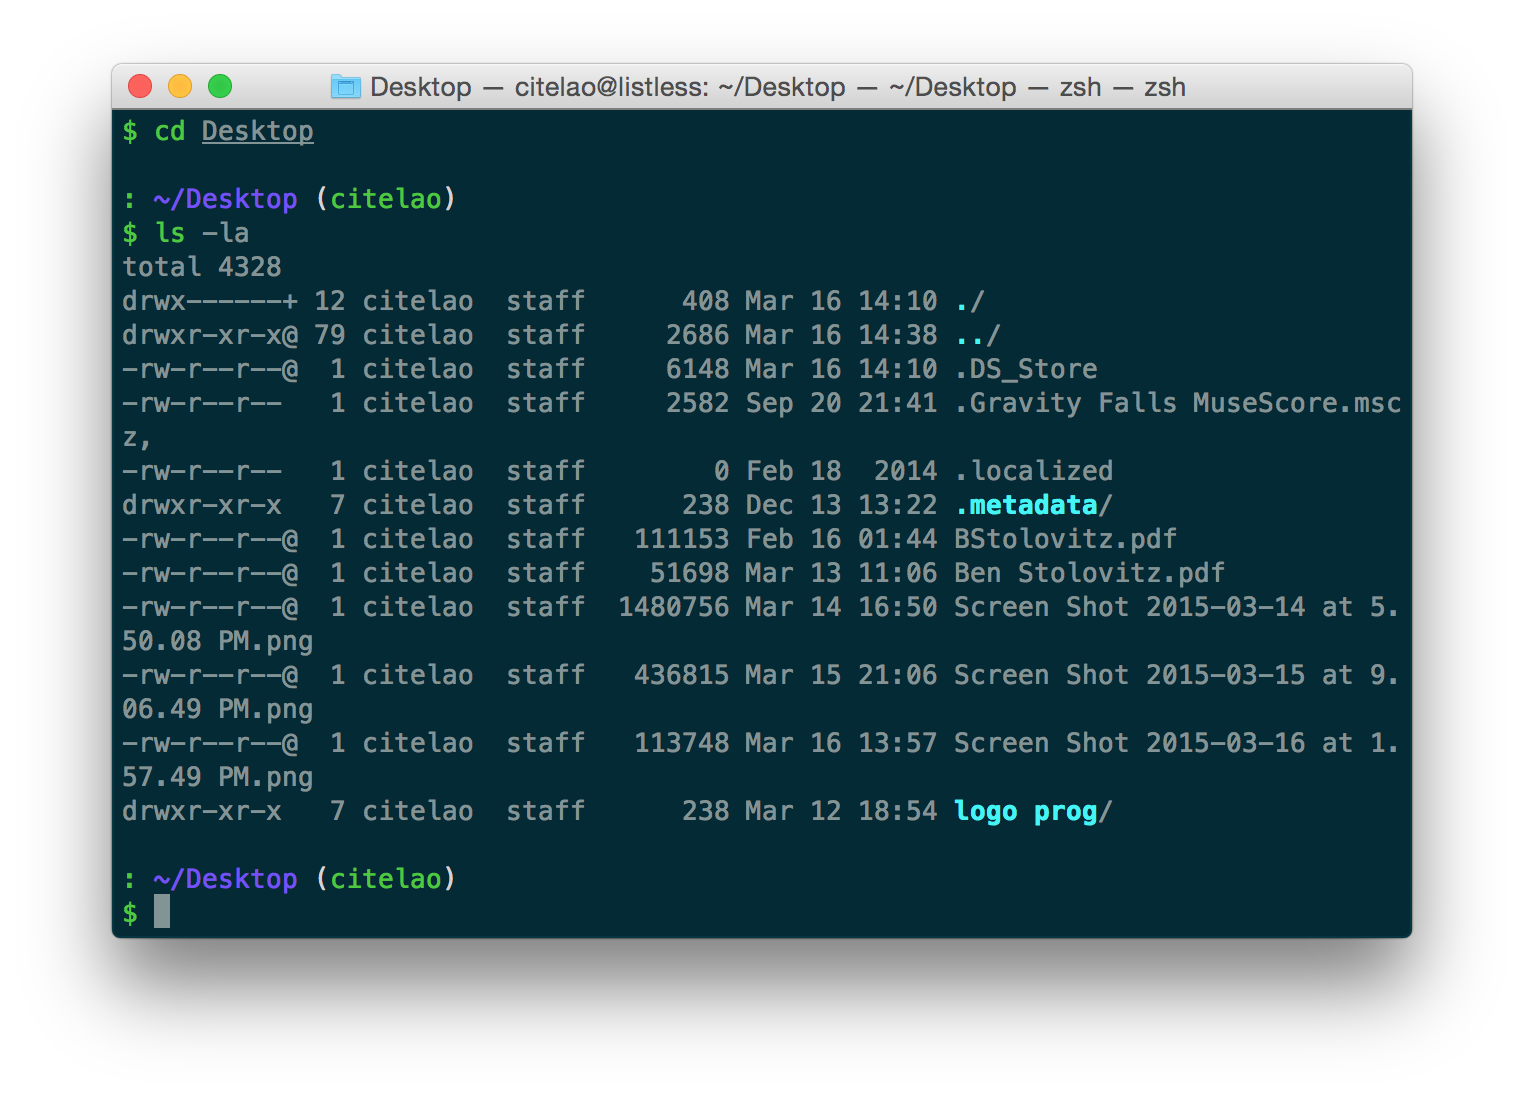 Desktop — citelao@listless: ~/Desktop — ~/Desktop — zsh — zsh
$ cd Desktop
: ~/Desktop (citelao)
$ ls -la
total 4328
drwx------+ 12 citelao  staff      408 Mar 16 14:10 ./
drwxr-xr-x@ 79 citelao  staff     2686 Mar 16 14:38 ../
-rw-r--r--@  1 citelao  staff     6148 Mar 16 14:10 .DS_Store
-rw-r--r--   1 citelao  staff     2582 Sep 20 21:41 .Gravity Falls MuseScore.msc
z,
-rw-r--r--   1 citelao  staff        0 Feb 18  2014 .localized
drwxr-xr-x   7 citelao  staff      238 Dec 13 13:22 .metadata/
-rw-r--r--@  1 citelao  staff   111153 Feb 16 01:44 BStolovitz.pdf
-rw-r--r--@  1 citelao  staff    51698 Mar 13 11:06 Ben Stolovitz.pdf
-rw-r--r--@  1 citelao  staff  1480756 Mar 14 16:50 Screen Shot 2015-03-14 at 5.
50.08 PM.png
-rw-r--r--@  1 citelao  staff   436815 Mar 15 21:06 Screen Shot 2015-03-15 at 9.
06.49 PM.png
-rw-r--r--@  1 citelao  staff   113748 Mar 16 13:57 Screen Shot 2015-03-16 at 1.
57.49 PM.png
drwxr-xr-x   7 citelao  staff      238 Mar 12 18:54 logo prog/
: ~/Desktop (citelao)
$